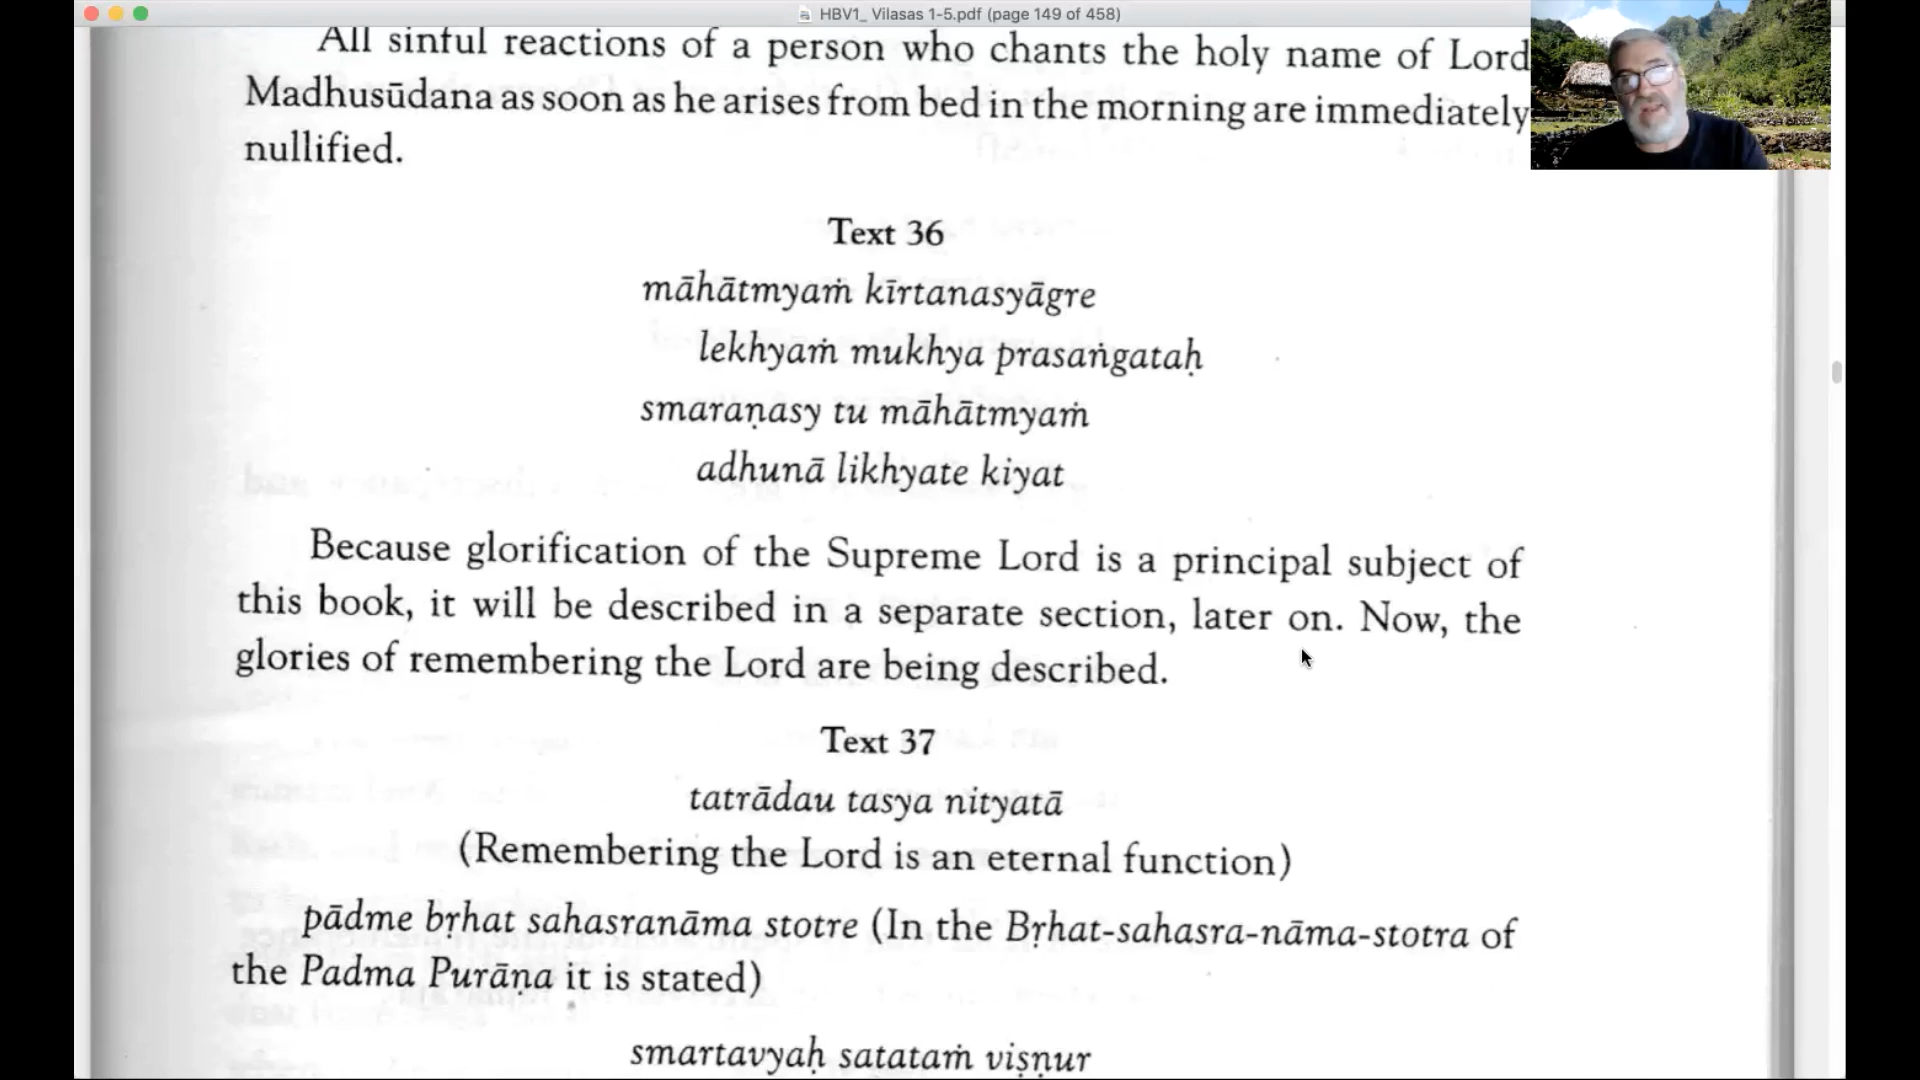 HBV1_ Vilasas 1-5.pdf (page 149 of 458)
All sinful reactions of a person who chants the holy name of Lord
Madhusūdana as soon as he arises from bed in the morning are immediately
nullified.
Text 36
māhātmyaṁ kīrtanasyāgre
lekhyaṁ mukhya prasaṅgataḥ
smaraṇasy tu māhātmyaṁ
adhunā likhyate kiyat
Because glorification of the Supreme Lord is a principal subject of
this book, it will be described in a separate section, later on. Now, the
glories of remembering the Lord are being described.
Text 37
tatrādau tasya nityatā
(Remembering the Lord is an eternal function)
pādme bṛhat sahasranāma stotre (In the Bṛhat-sahasra-nāma-stotra of
the Padma Purāṇa it is stated)
smartavyaḥ satataṁ viṣṇur